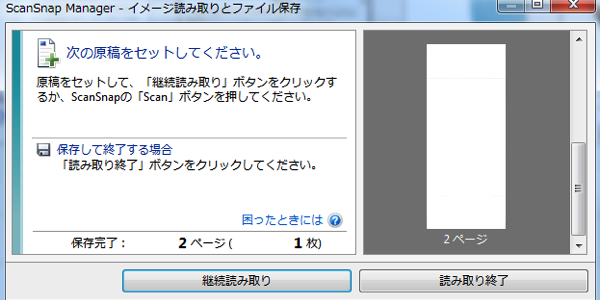 ScanSnap Manager - イメージ読み取りとファイル保存
次の原稿をセットしてください。
原稿をセットして、「継続読み取り」ボタンをクリックす
るか、ScanSnapの「Scan」ボタンを押してください。
保存して終了する場合
「読み取り終了」ボタンをクリックしてください。
困ったときには
保存完了： 2 ページ ( 1 枚)
2 ページ
継続読み取り
読み取り終了